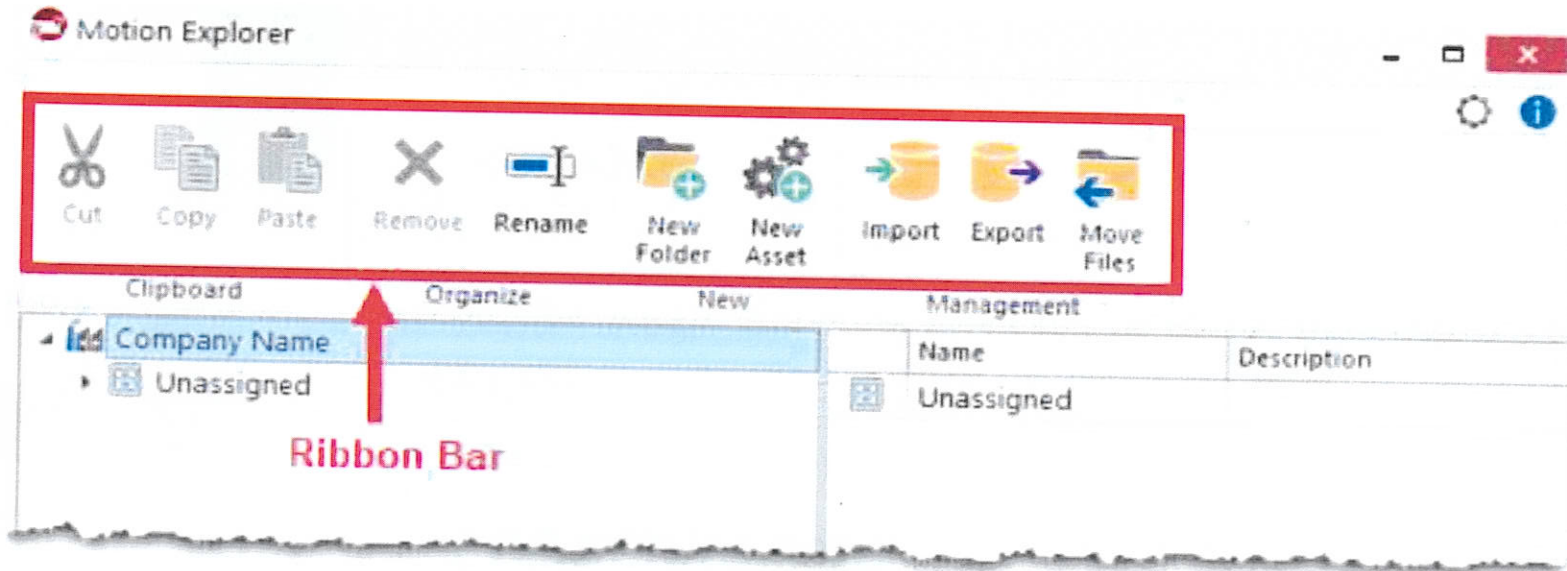 Motion Explorer
Cut Copy Paste Remove Rename New Folder New Asset Import Export Move Files
Clipboard Organize New Management
Company Name
Name Description
Unassigned
Unassigned
Ribbon Bar